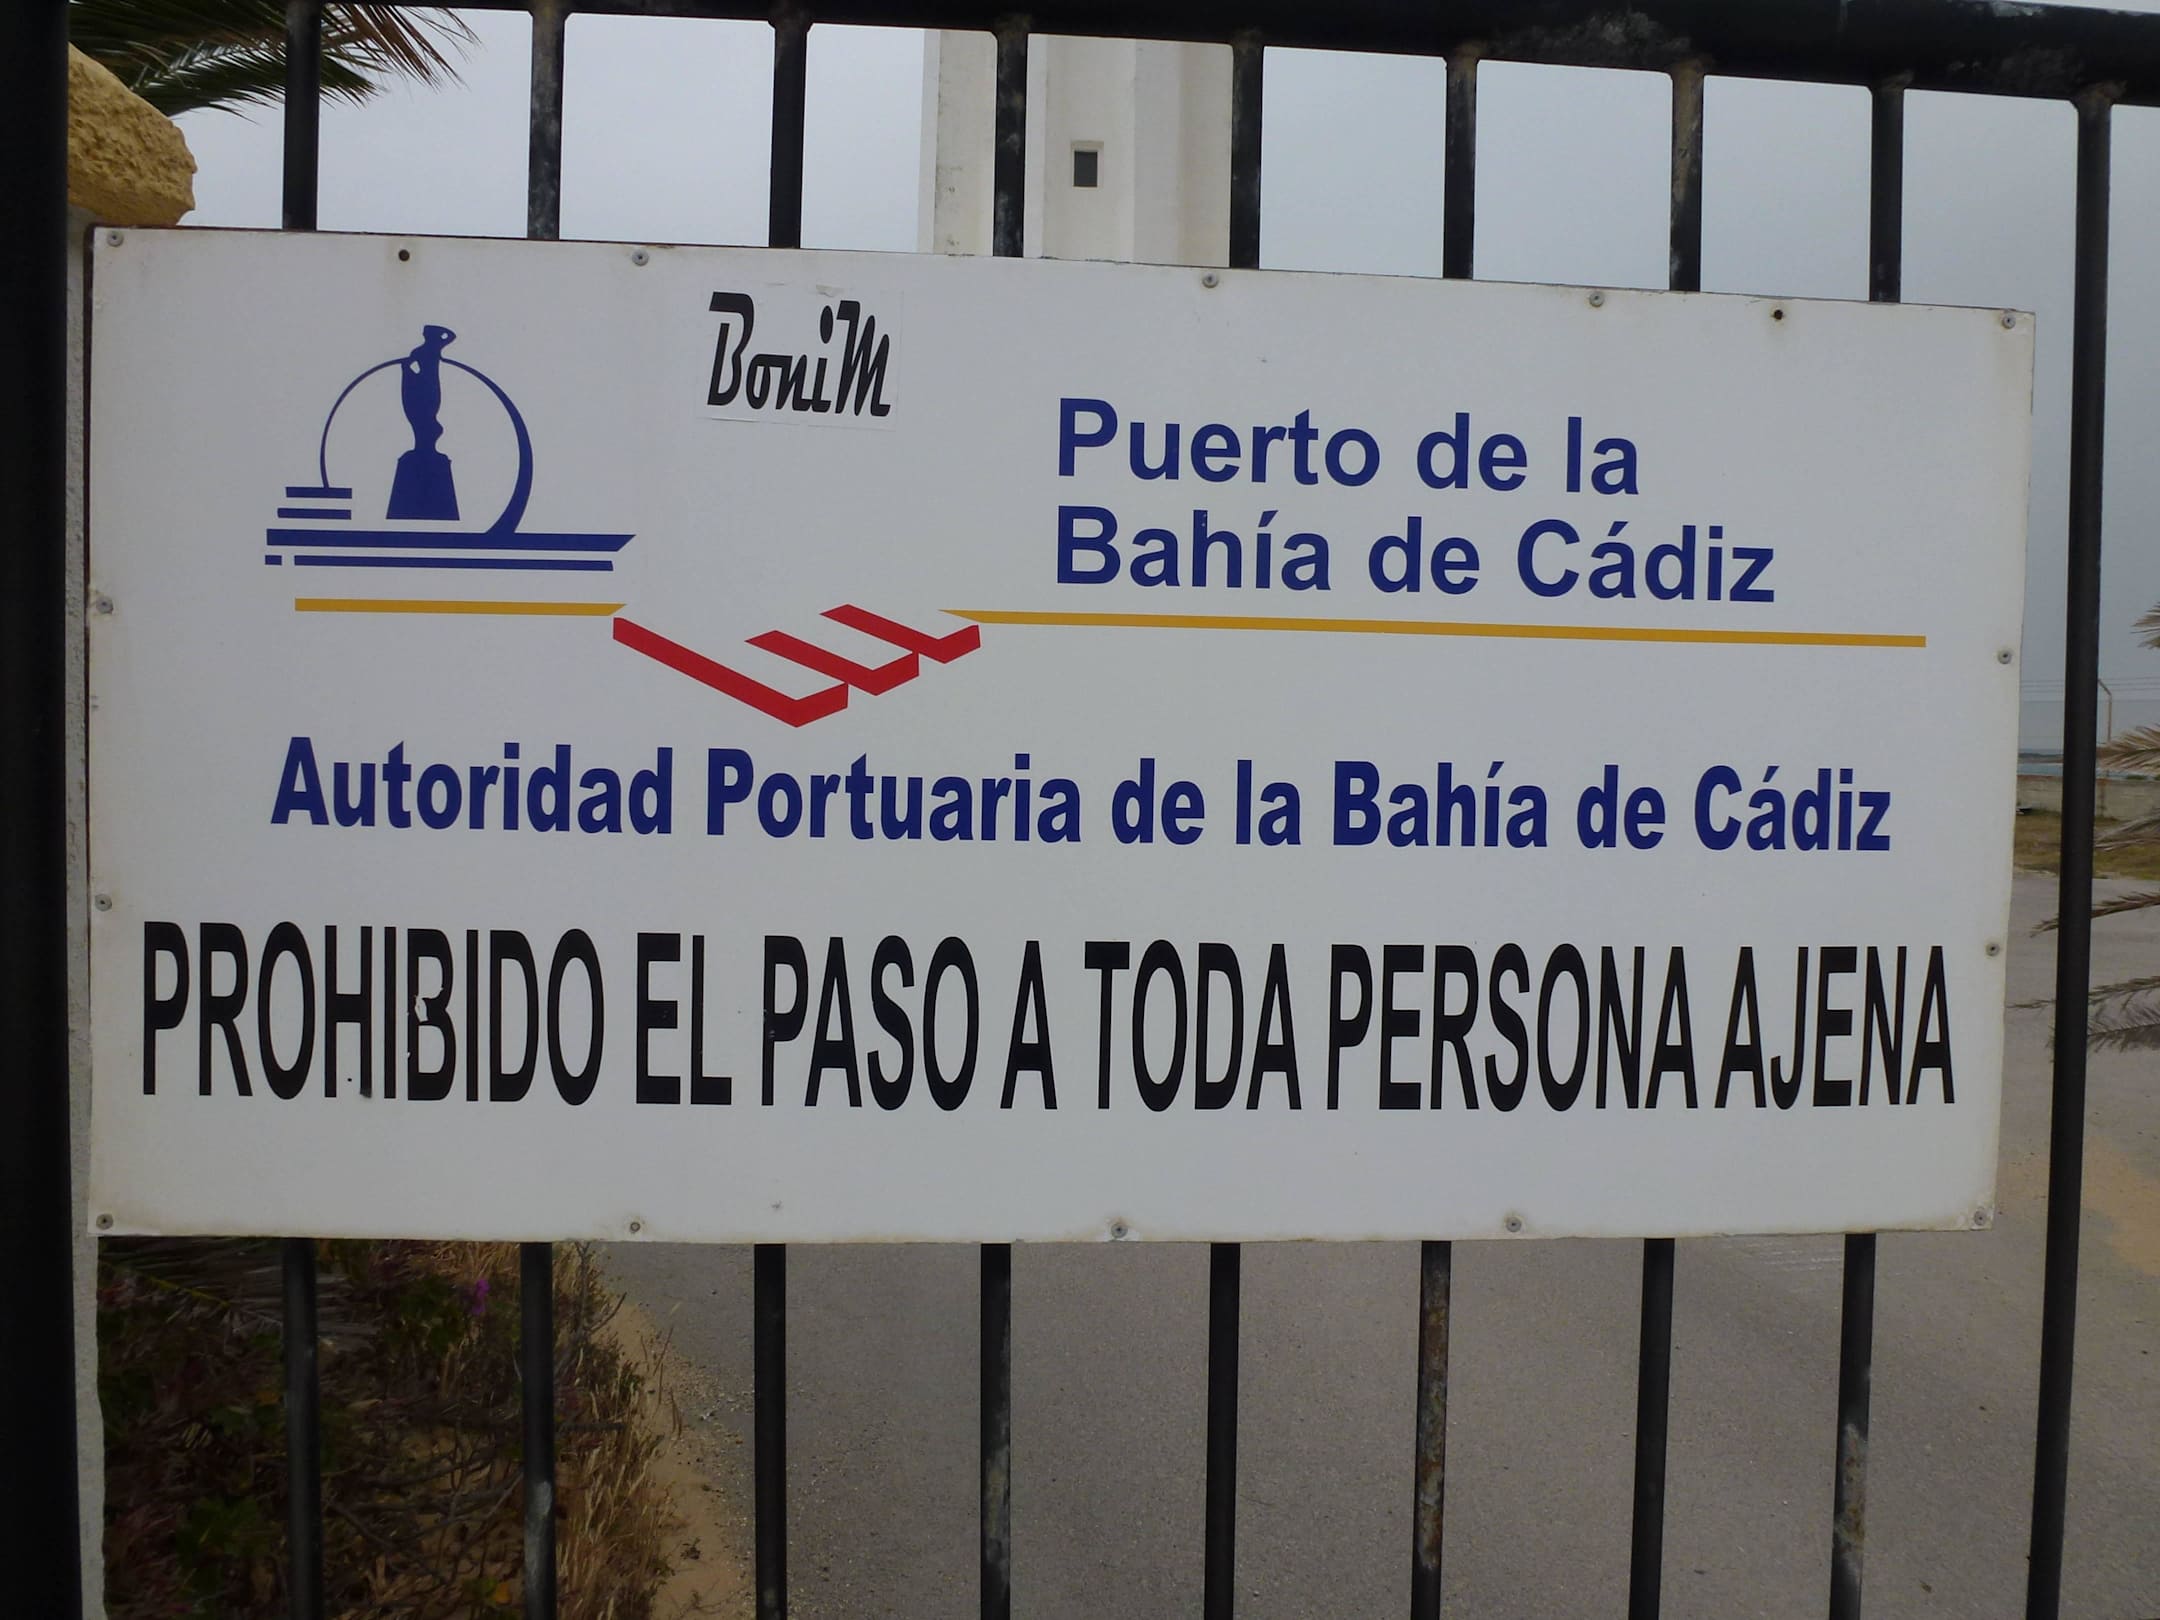 BoniM
Puerto de la
Bahía de Cádiz
Autoridad Portuaria de la Bahía de Cádiz
PROHIBIDO EL PASO A TODA PERSONA AJENA